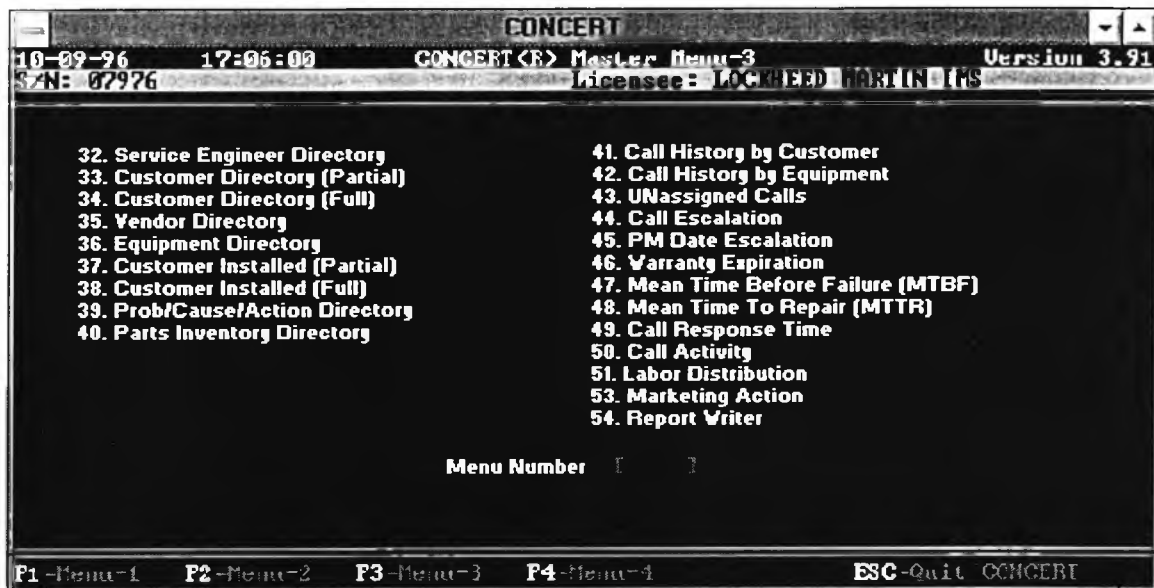 CONCERT
10-09-96 17:06:00 CONCERT(R) Master Menu-3 Version 3.91
S/N: 07976 Licensee: LOCKHEED MARTIN IMS
32. Service Engineer Directory
33. Customer Directory (Partial)
34. Customer Directory (Full)
35. Vendor Directory
36. Equipment Directory
37. Customer Installed (Partial)
38. Customer Installed (Full)
39. Prob/Cause/Action Directory
40. Parts Inventory Directory
41. Call History by Customer
42. Call History by Equipment
43. UNassigned Calls
44. Call Escalation
45. PM Date Escalation
46. Warranty Expiration
47. Mean Time Before Failure (MTBF)
48. Mean Time To Repair (MTTR)
49. Call Response Time
50. Call Activity
51. Labor Distribution
53. Marketing Action
54. Report Writer
Menu Number [ ]
F1-Menu-1 F2-Menu-2 F3-Menu-3 F4-Menu-4 ESC-Quit CONCERT